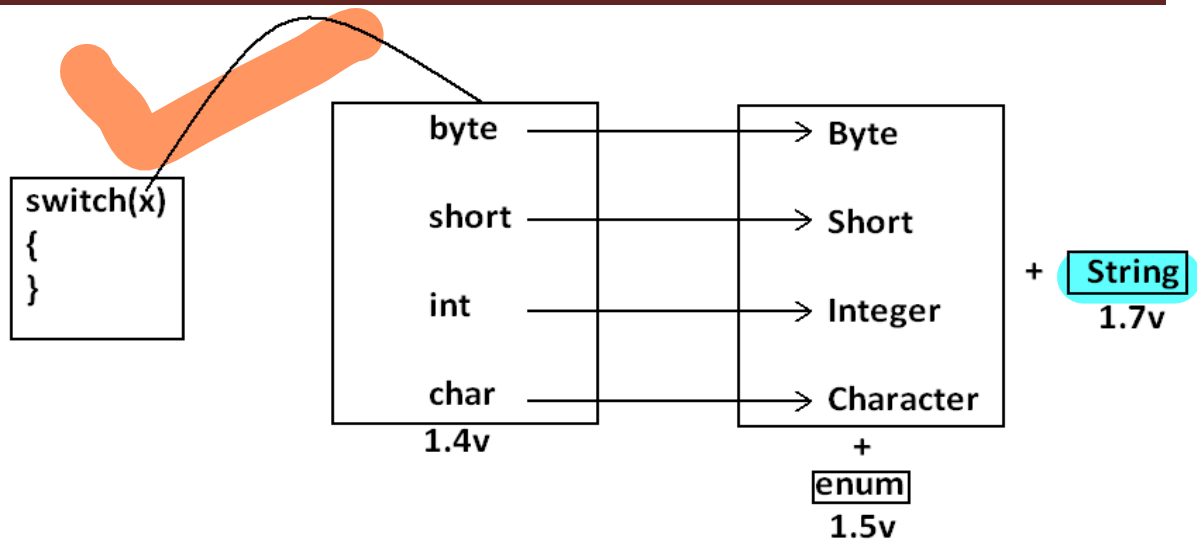 switch(x)
{
}
byte
short
int
char
1.4v
Byte
Short
Integer
Character
+
enum
1.5v
+
String
1.7v